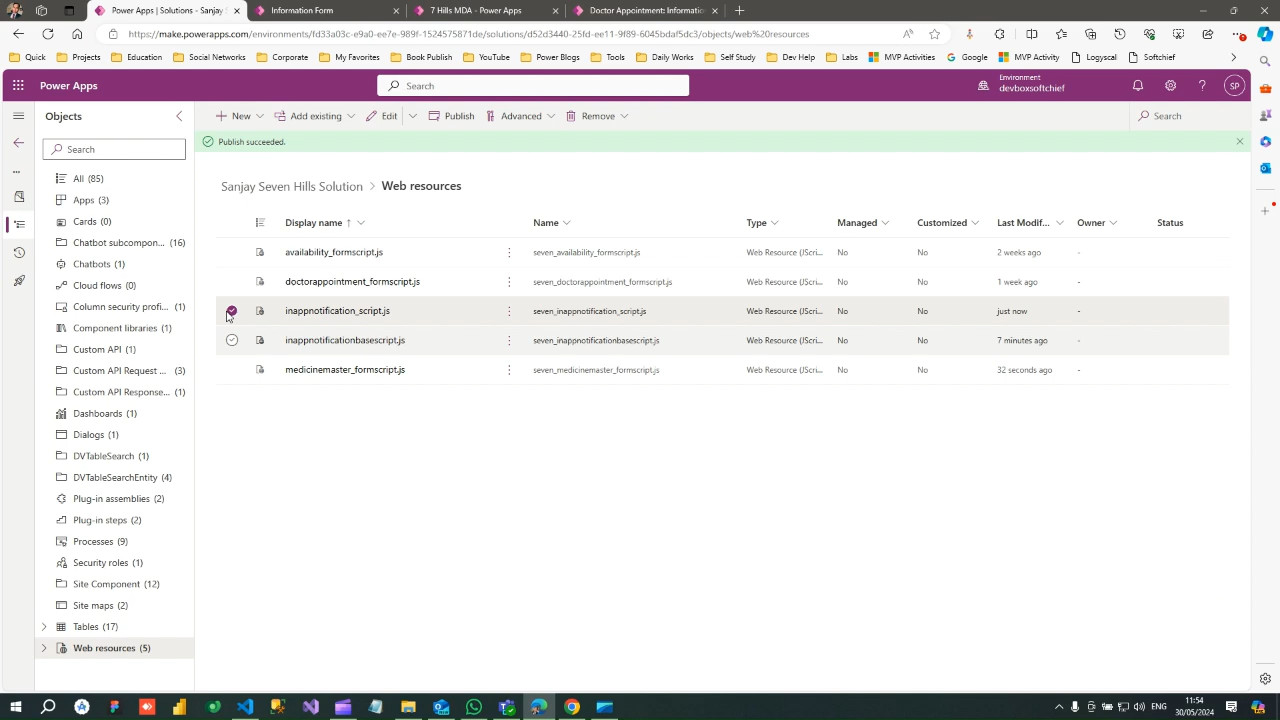 Power Apps | Solutions - Sanjay S
Information Form
7 Hills MDA - Power Apps
Doctor Appointment: Informatio
https://make.powerapps.com/environments/fd33a03c-e9a0-ee7e-989f-1524575871de/solutions/d52d3440-25fd-ee11-9f89-6045bdaf5dc3/objects/web%20resources
Quick
Projects
Education
Social Networks
Corporate
My Favorites
Book Publish
YouTube
Power Blogs
Tools
Daily Works
Self Study
Dev Help
Labs
MVP Activities
Google
MVP Activity
Logyscal
Softchief
Power Apps
Search
Environment
devboxsoftchief
SP
Objects
New
Add existing
Edit
Publish
Advanced
Remove
Search
Search
Publish succeeded.
All (85)
Apps (3)
Cards (0)
Chatbot subcompon... (16)
Chatbots (1)
Cloud flows (0)
Column security profi... (1)
Component libraries (1)
Custom API (1)
Custom API Request ... (3)
Custom API Response... (1)
Dashboards (1)
Dialogs (1)
DVTableSearch (1)
DVTableSearchEntity (4)
Plug-in assemblies (2)
Plug-in steps (2)
Processes (9)
Security roles (1)
Site Component (12)
Site maps (2)
Tables (17)
Web resources (5)
Sanjay Seven Hills Solution > Web resources
Display name ↑ Name Type Managed Customized Last Modif... Owner Status
availability_formscript.js seven_availability_formscript.js Web Resource (JScri... No No 2 weeks ago -
doctorappointment_formscript.js seven_doctorappointment_formscript.js Web Resource (JScri... No No 1 week ago -
inappnotification_script.js seven_inappnotification_script.js Web Resource (JScri... No No just now -
inappnotificationbasescript.js seven_inappnotificationbasescript.js Web Resource (JScri... No No 7 minutes ago -
medicinemaster_formscript.js seven_medicinemaster_formscript.js Web Resource (JScri... No No 32 seconds ago -
ENG
11:54
30/05/2024